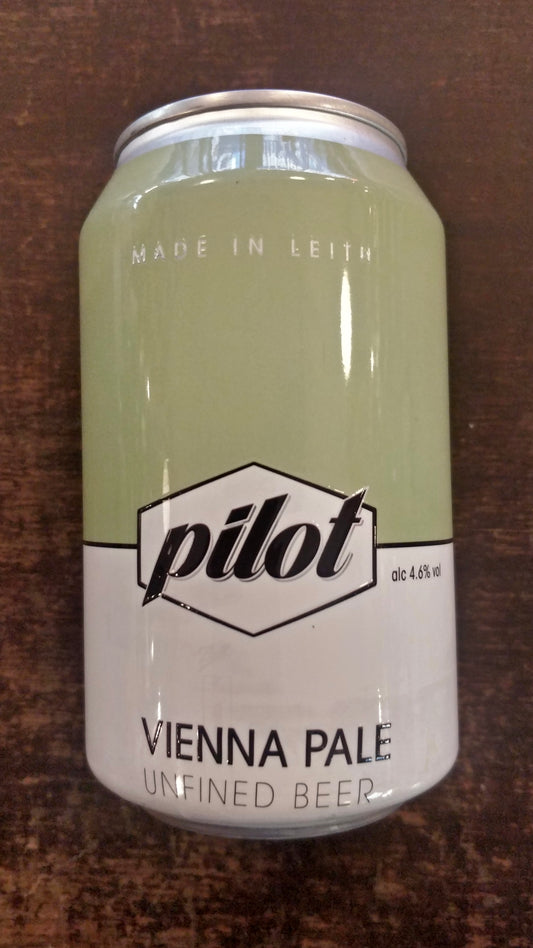 MADE IN LEITH
pilot
alc 4.6% vol
VIENNA PALE
UNFINED BEER